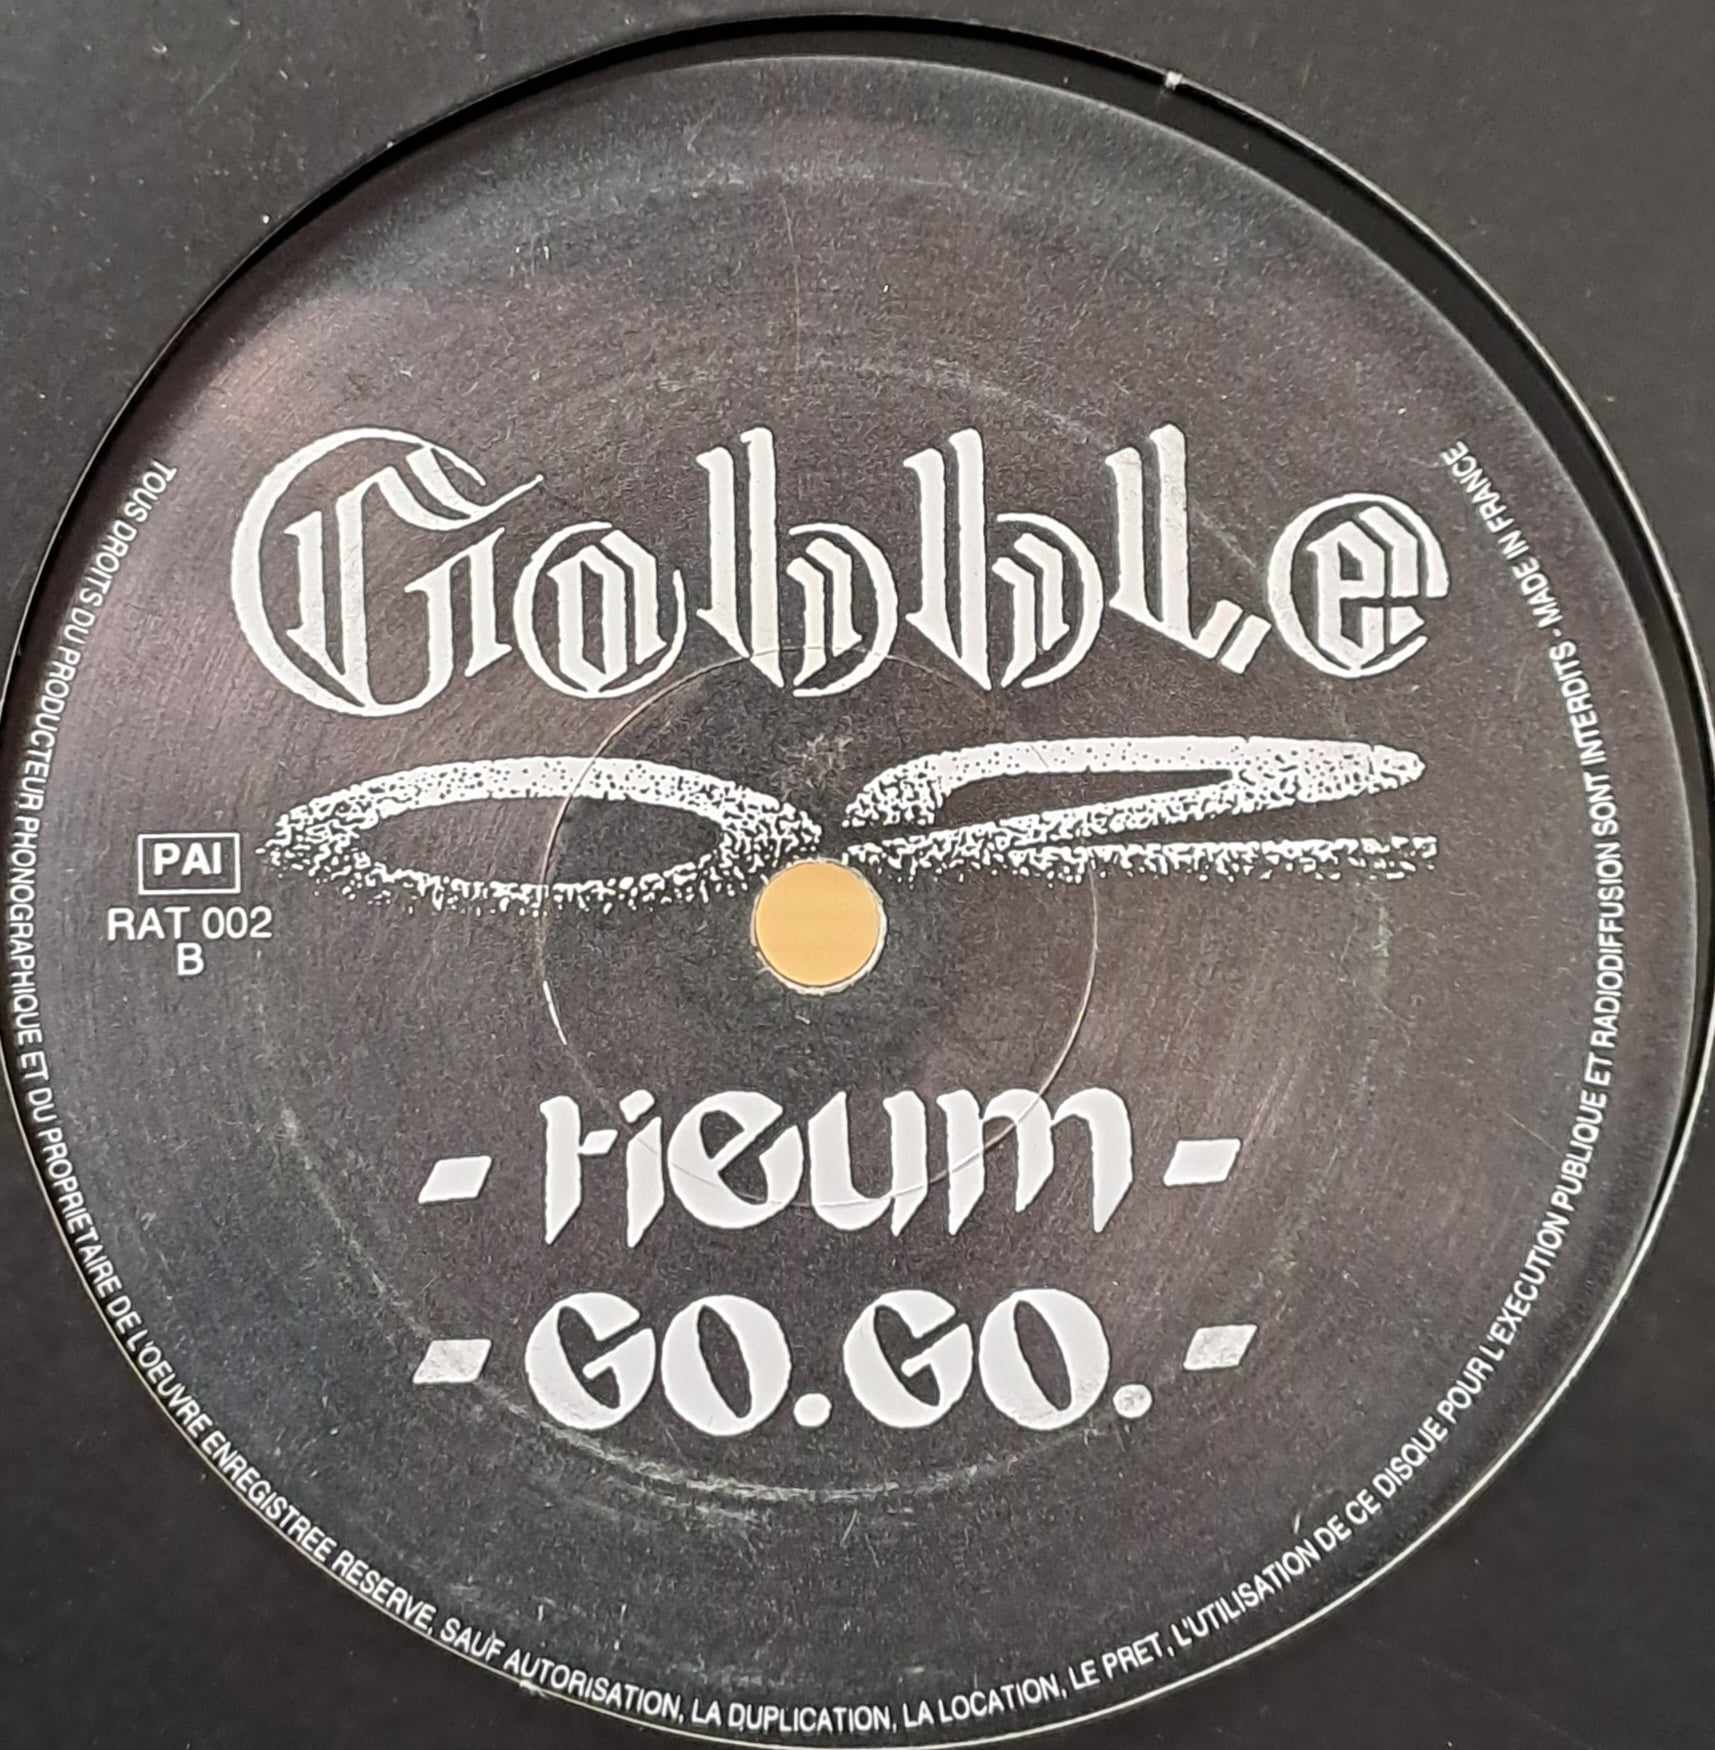 Gabble
02
PAI
RAT 002
B
- rieum -
- GO.GO. -
TOUS DROITS DU PRODUCTEUR PHONOGRAPHIQUE ET DU PROPRIETAIRE DE L'OEUVRE ENREGISTREE RESERVE, SAUF AUTORISATION, LA DUPLICATION, LA LOCATION, LE PRET, L'UTILISATION DE CE DISQUE POUR L'EXECUTION PUBLIQUE ET RADIODIFFUSION SONT INTERDITS - MADE IN FRANCE